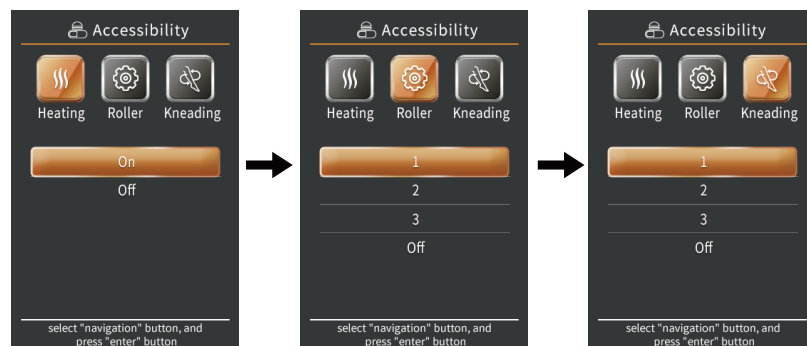 Accessibility
Heating Roller Kneading
On
Off
select "navigation" button, and
press "enter" button
Accessibility
Heating Roller Kneading
1
2
3
Off
select "navigation" button, and
press "enter" button
Accessibility
Heating Roller Kneading
1
2
3
Off
select "navigation" button, and
press "enter" button